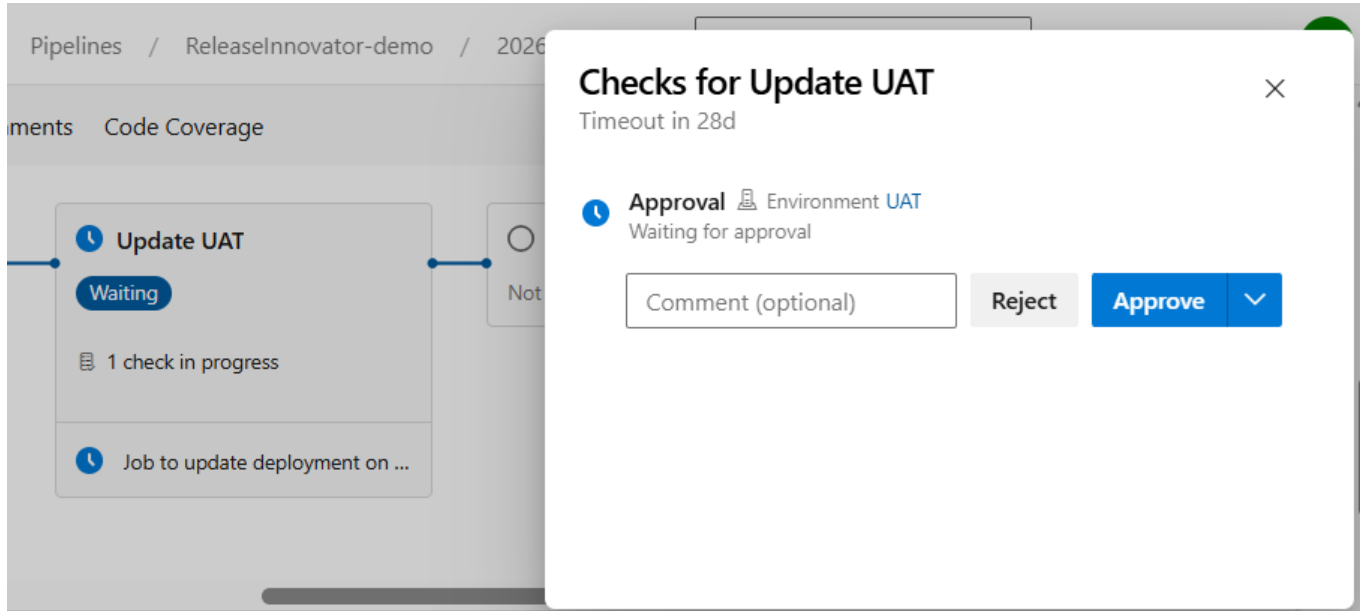 Pipelines / ReleaseInnovator-demo / 2026
ments Code Coverage
Update UAT
Waiting
1 check in progress
Job to update deployment on ...
Not
Checks for Update UAT
Timeout in 28d
Approval Environment UAT
Waiting for approval
Comment (optional) Reject Approve